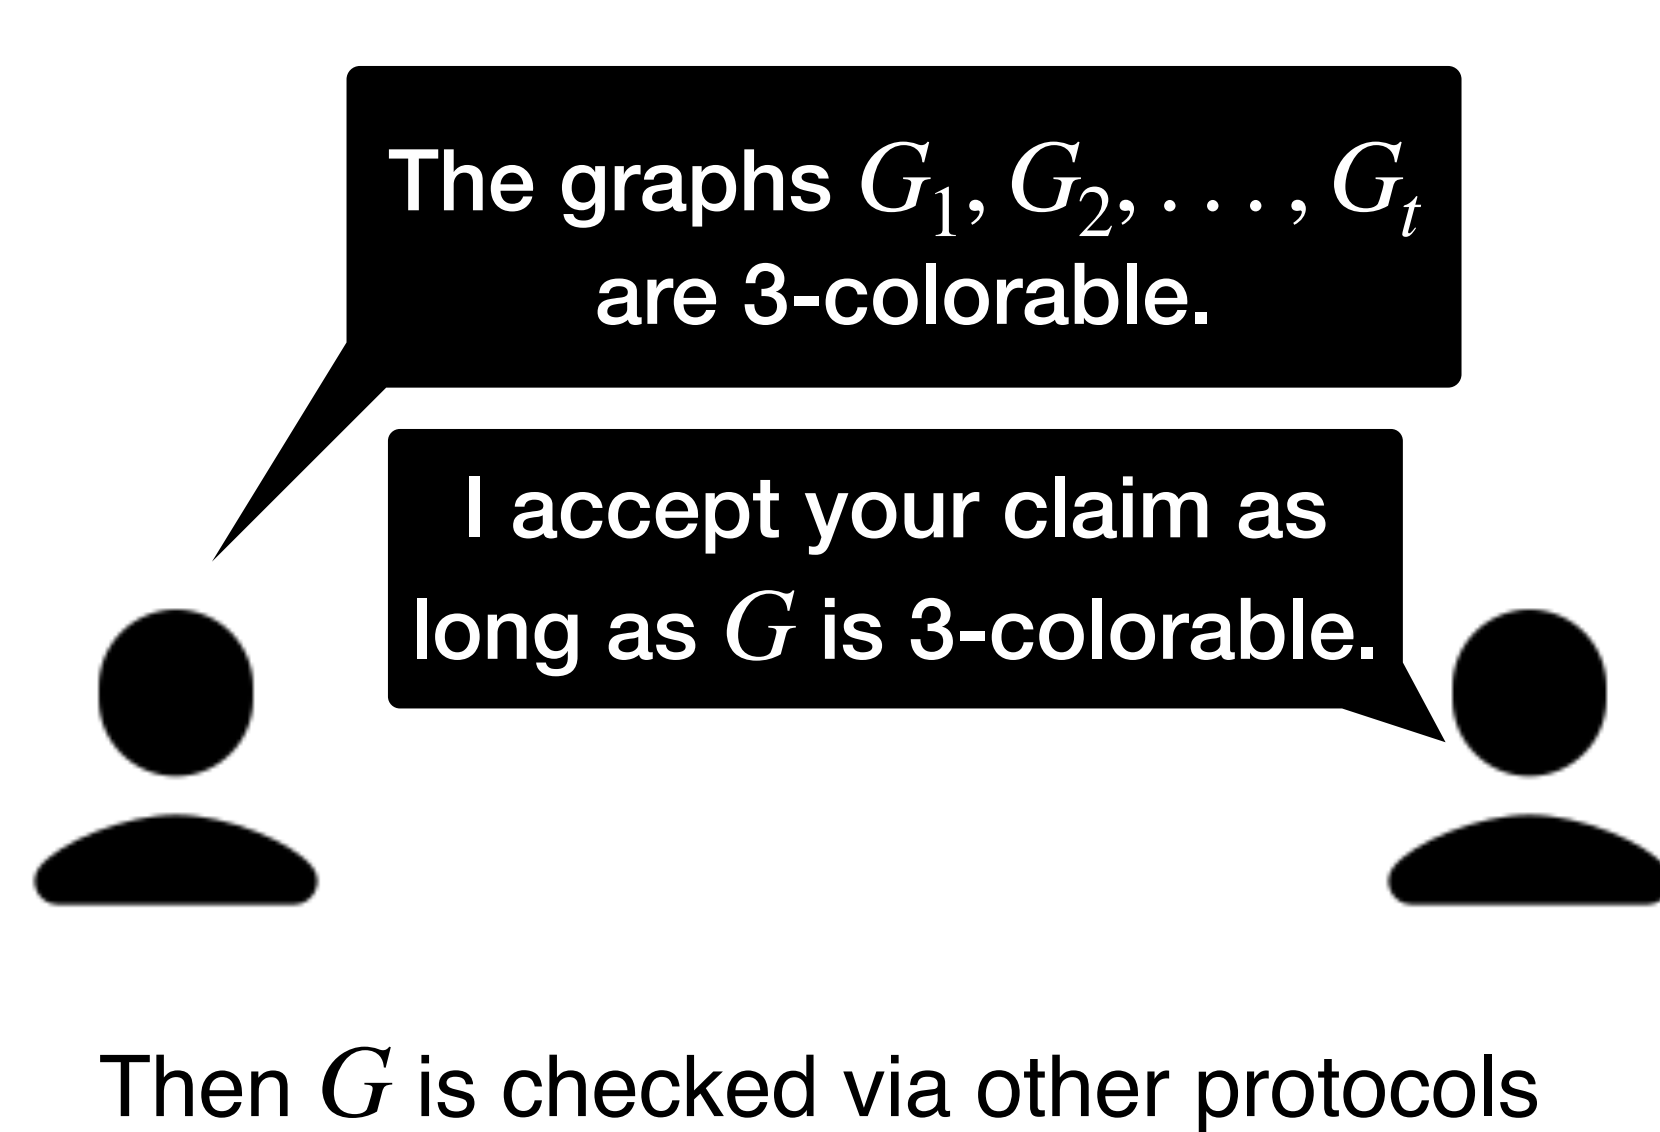 The graphs G₁, G₂, . . . , Gₜ
are 3-colorable.
I accept your claim as
long as G is 3-colorable.
Then G is checked via other protocols